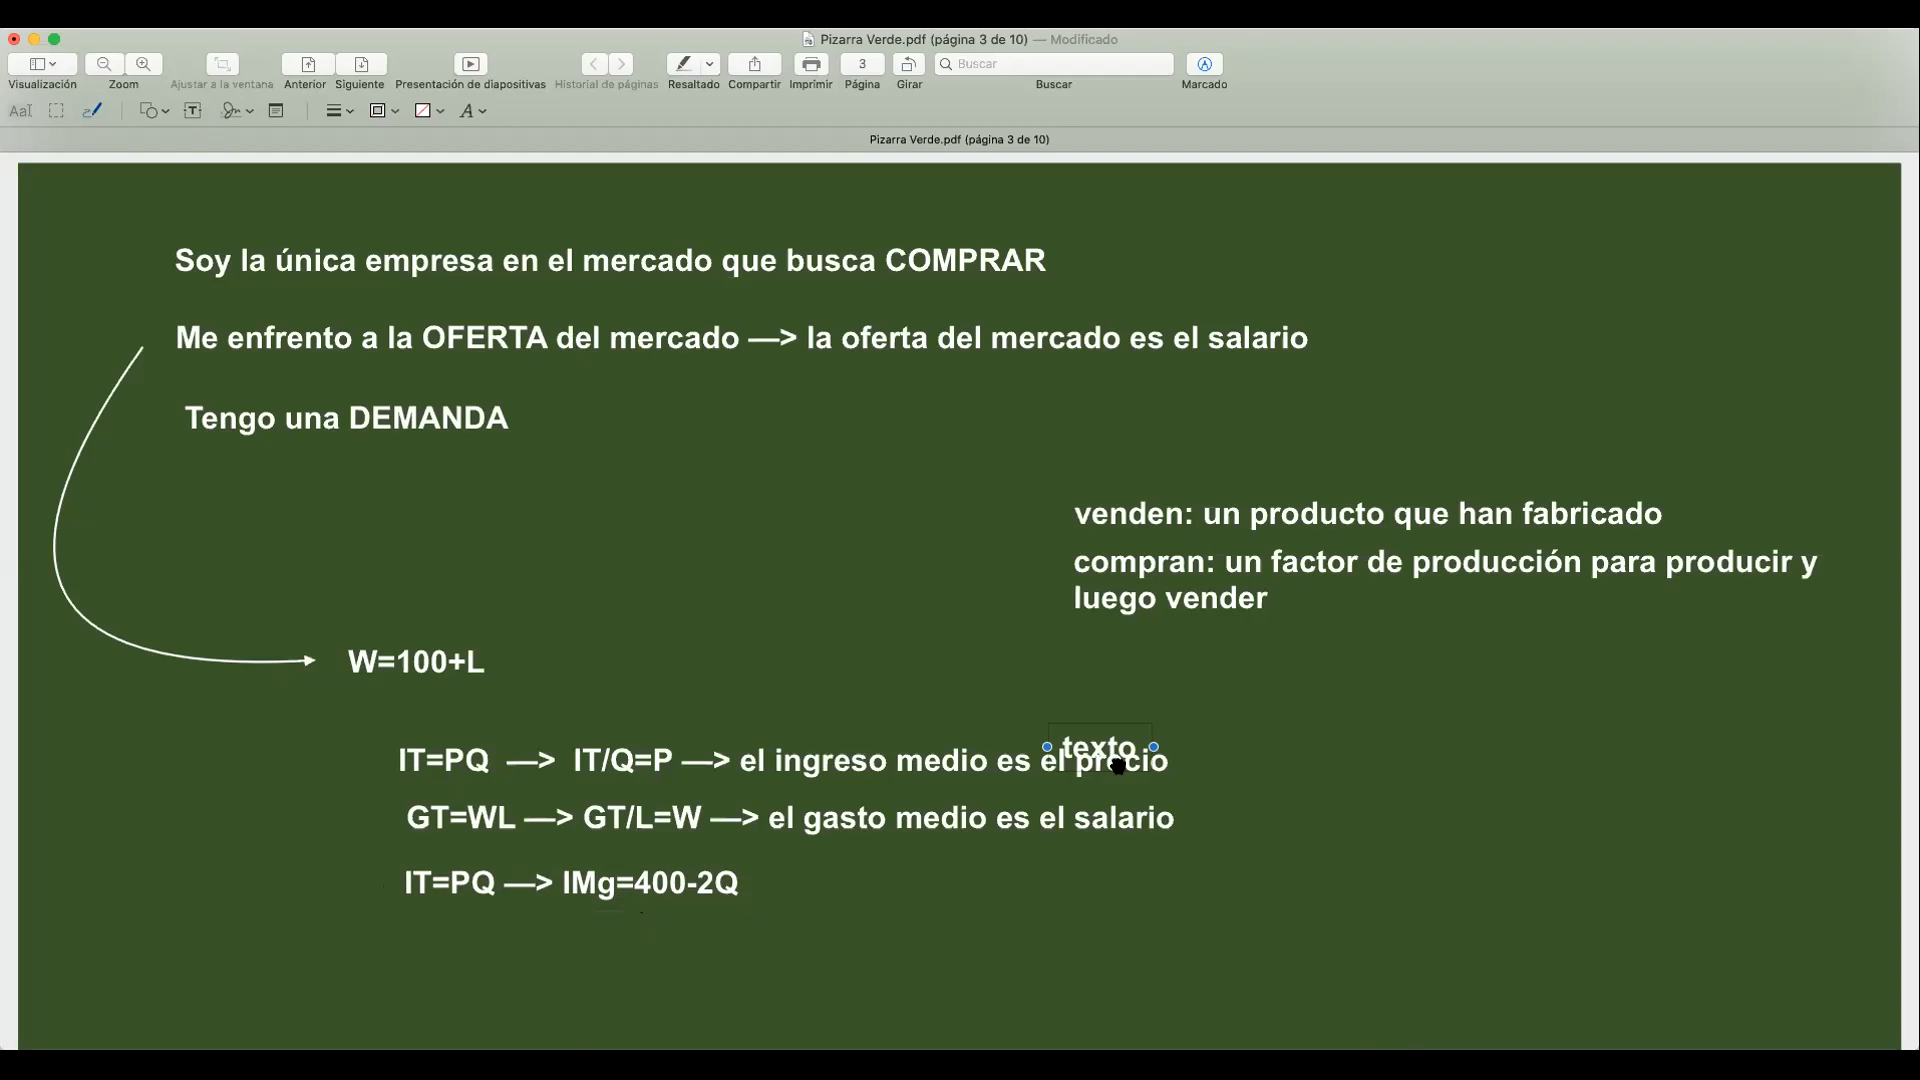 Pizarra Verde.pdf (página 3 de 10) — Modificado
3
Buscar
Visualización
Zoom
Ajustar a la ventana
Anterior
Siguiente
Presentación de diapositivas
Historial de páginas
Resaltado
Compartir
Imprimir
Página
Girar
Buscar
Marcado
Pizarra Verde.pdf (página 3 de 10)
Soy la única empresa en el mercado que busca COMPRAR
Me enfrento a la OFERTA del mercado —> la oferta del mercado es el salario
Tengo una DEMANDA
venden: un producto que han fabricado
compran: un factor de producción para producir y
luego vender
W=100+L
texto
IT=PQ —> IT/Q=P —> el ingreso medio es el precio
GT=WL —> GT/L=W —> el gasto medio es el salario
IT=PQ —> IMg=400-2Q